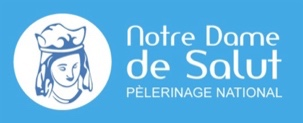 Notre Dame
de Salut
PÈLERINAGE NATIONAL